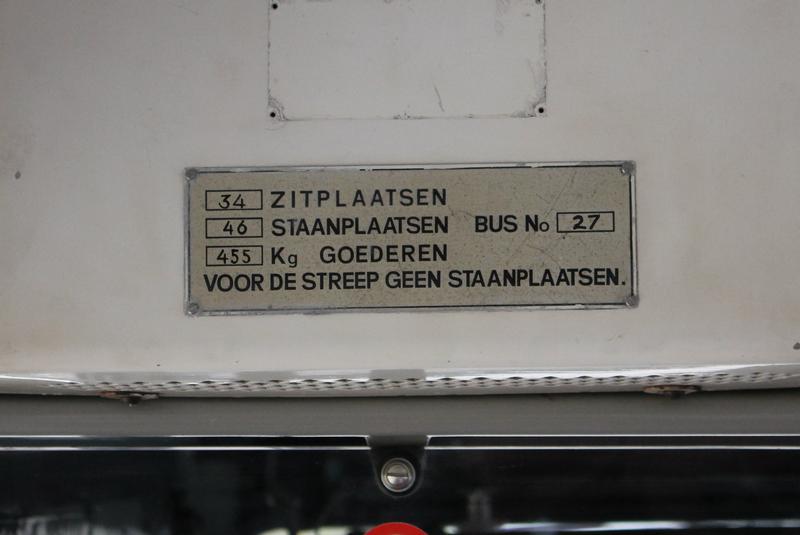 34 ZITPLAATSEN
46 STAANPLAATSEN BUS No 27
455 Kg GOEDEREN
VOOR DE STREEP GEEN STAANPLAATSEN.